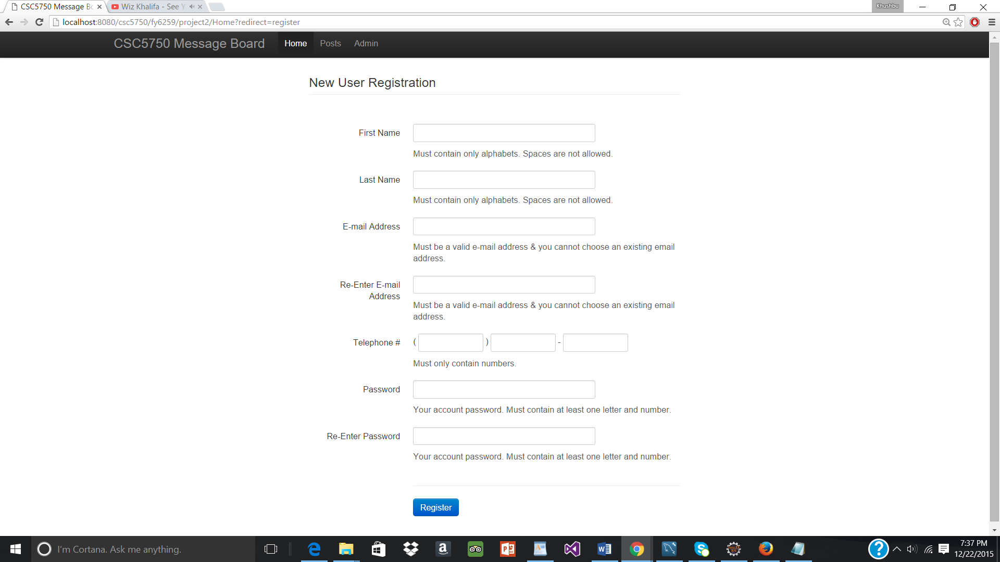 CSC5750 Message Bo
Wiz Khalifa - See Y
Khushbu
localhost:8080/csc5750/fy6259/project2/Home?redirect=register
CSC5750 Message Board
Home
Posts
Admin
New User Registration
First Name
Must contain only alphabets. Spaces are not allowed.
Last Name
Must contain only alphabets. Spaces are not allowed.
E-mail Address
Must be a valid e-mail address & you cannot choose an existing email
address.
Re-Enter E-mail
Address
Must be a valid e-mail address & you cannot choose an existing email
address.
Telephone #
( ) -
Must only contain numbers.
Password
Your account password. Must contain at least one letter and number.
Re-Enter Password
Your account password. Must contain at least one letter and number.
Register
I'm Cortana. Ask me anything.
7:37 PM
12/22/2015